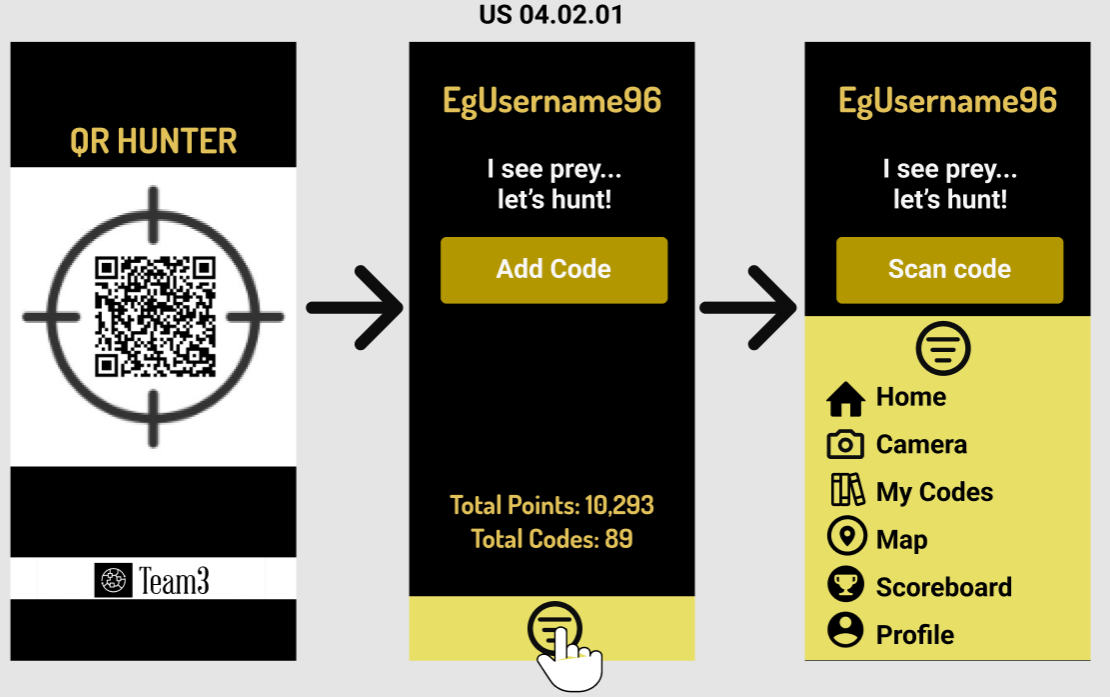 US 04.02.01
QR HUNTER
Team3
EgUsername96
I see prey...
let's hunt!
Add Code
Total Points: 10,293
Total Codes: 89
EgUsername96
I see prey...
let's hunt!
Scan code
Home
Camera
My Codes
Map
Scoreboard
Profile